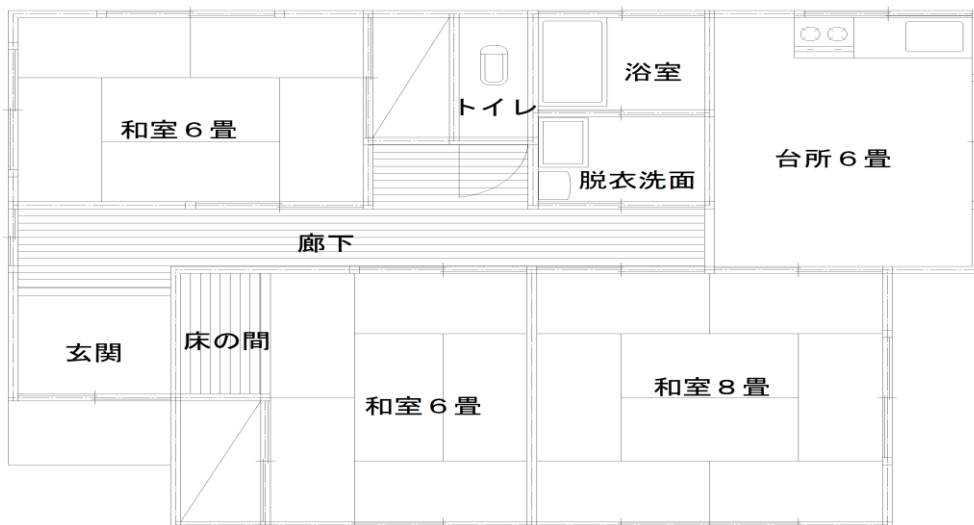 浴室
トイレ
和室６畳
台所６畳
脱衣洗面
廊下
床の間
玄関
和室８畳
和室６畳